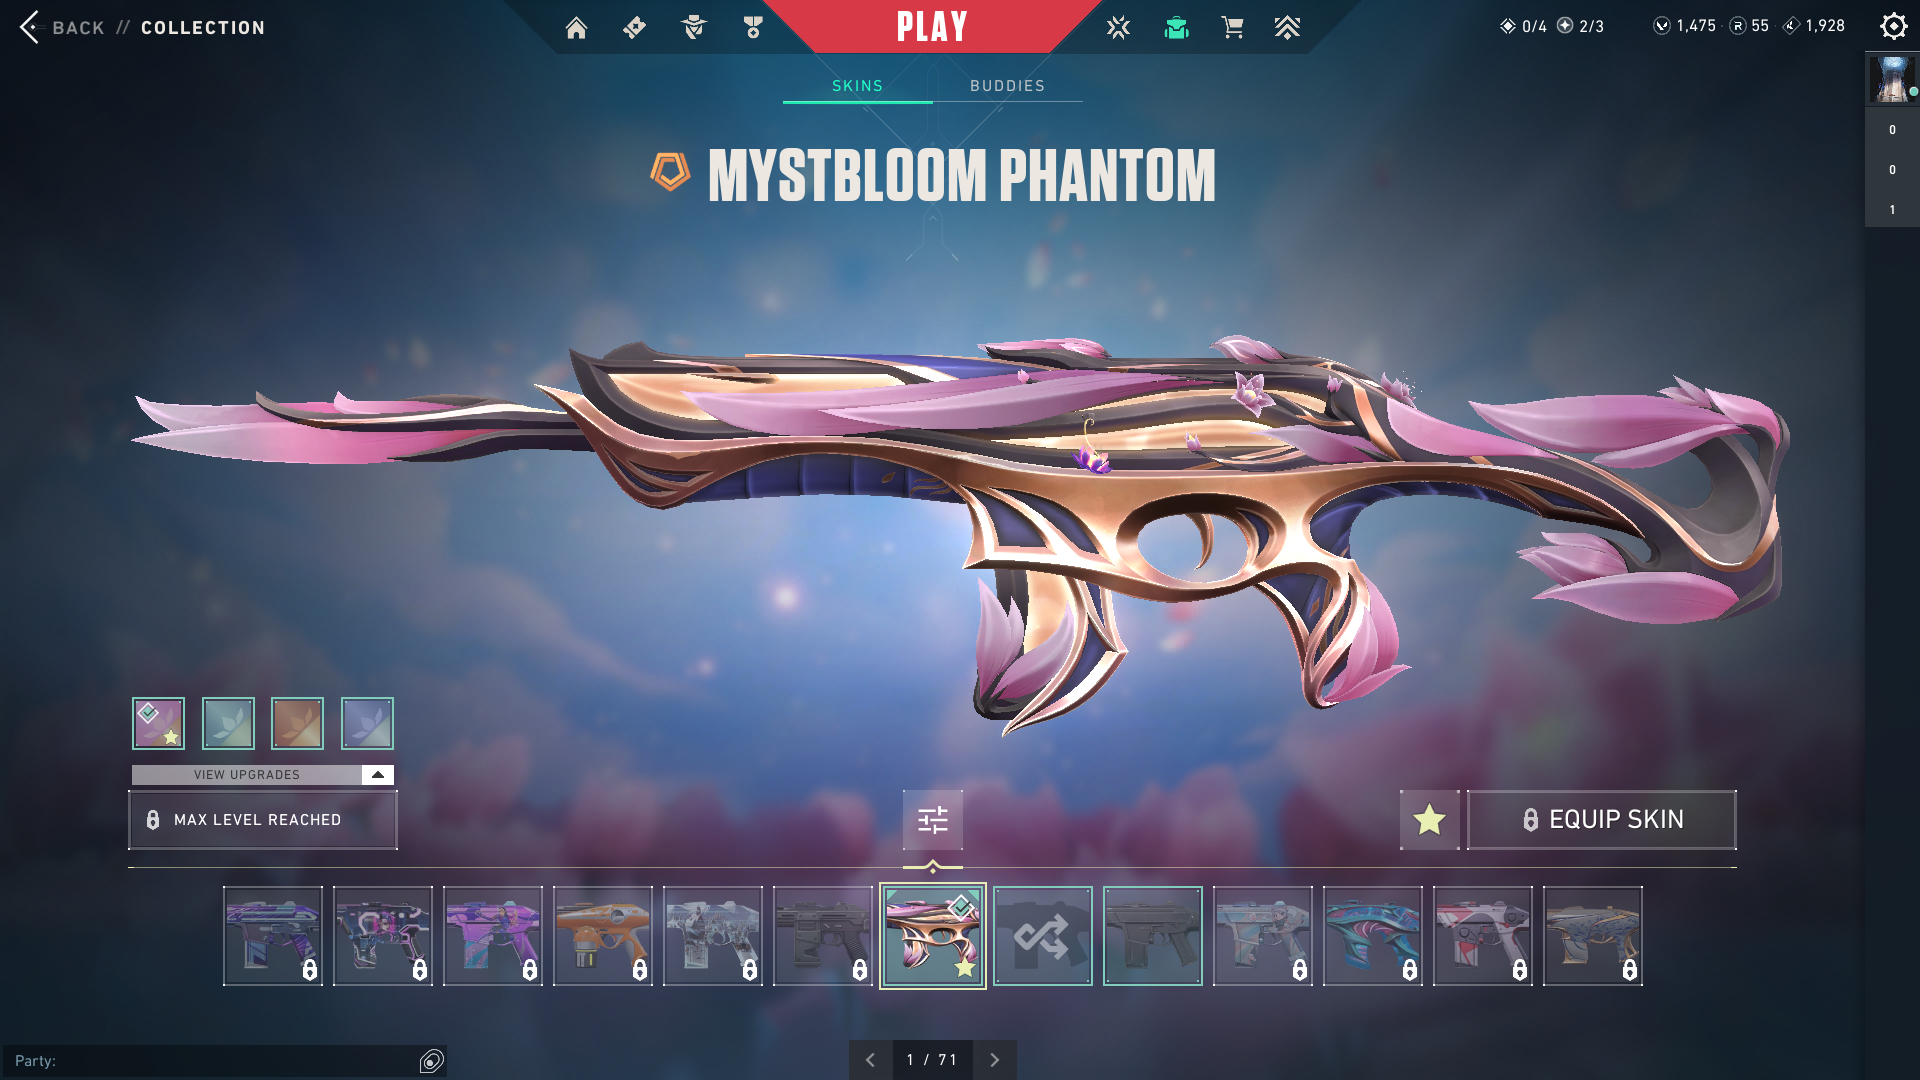 BACK // COLLECTION
PLAY
0/4 2/3 1,475 55 1,928
SKINS BUDDIES
MYSTBLOOM PHANTOM
0
0
1
VIEW UPGRADES
MAX LEVEL REACHED
EQUIP SKIN
Party:
1 / 71